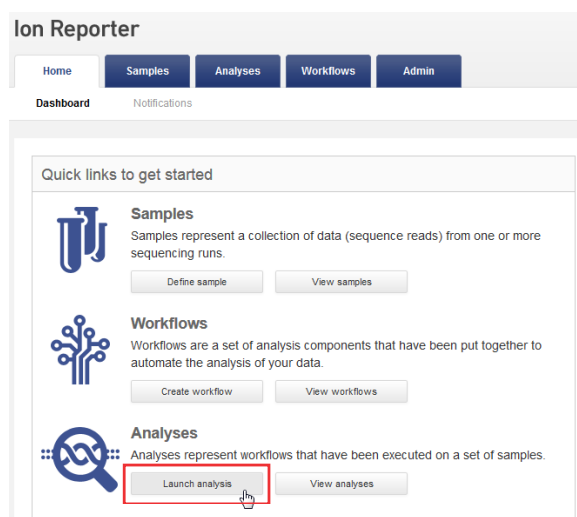 Ion Reporter
Home Samples Analyses Workflows Admin
Dashboard Notifications
Quick links to get started
Samples
Samples represent a collection of data (sequence reads) from one or more
sequencing runs.
Define sample View samples
Workflows
Workflows are a set of analysis components that have been put together to
automate the analysis of your data.
Create workflow View workflows
Analyses
Analyses represent workflows that have been executed on a set of samples.
Launch analysis View analyses